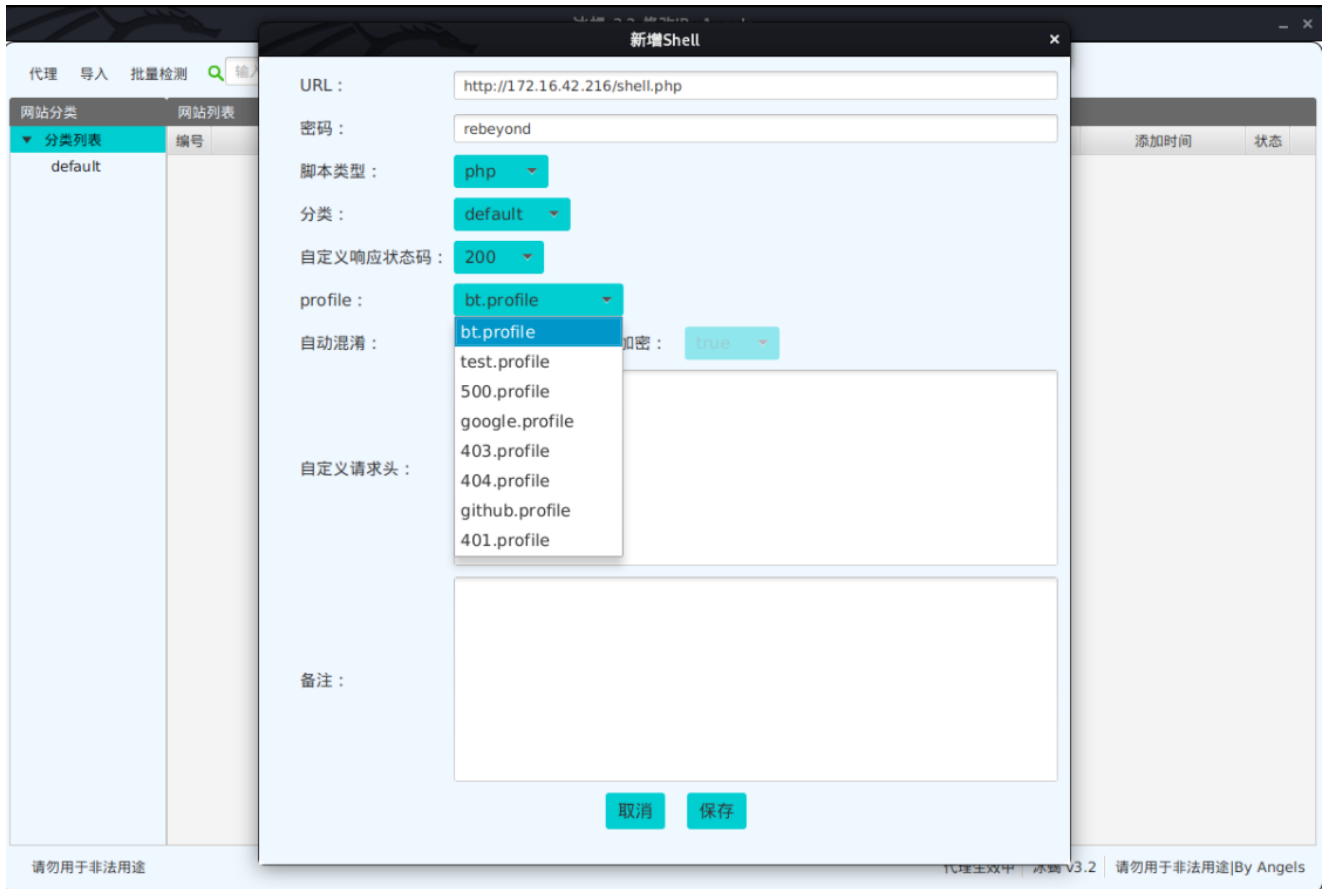 新增Shell
代理 导入 批量检测
网站分类 网站列表
分类列表 编号 添加时间 状态
default
URL： http://172.16.42.216/shell.php
密码： rebeyond
脚本类型： php
分类： default
自定义响应状态码： 200
profile： bt.profile
自动混淆： 加密： true
bt.profile
test.profile
500.profile
google.profile
403.profile
404.profile
github.profile
401.profile
自定义请求头：
备注：
取消 保存
请勿用于非法用途 代理生效中 冰蝎 v3.2 请勿用于非法用途|By Angels